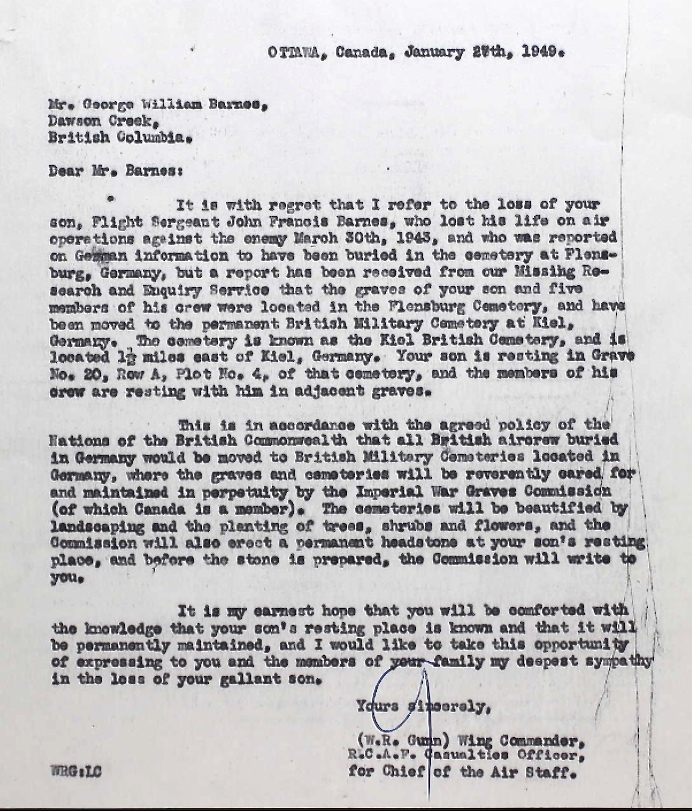 OTTAWA, Canada, January 27th, 1949.
Mr. George William Barnes,
Dawson Creek,
British Columbia.
Dear Mr. Barnes:
It is with regret that I refer to the loss of your
son, Flight Sergeant John Francis Barnes, who lost his life on air
operations against the enemy March 30th, 1943, and who was reported
on German information to have been buried in the cemetery at Flens-
burg, Germany, but a report has been received from our Missing Re-
search and Enquiry Service that the graves of your son and five
members of his crew were located in the Flensburg Cemetery, and have
been moved to the permanent British Military Cemetery at Kiel,
Germany. The cemetery is known as the Kiel British Cemetery, and is
located 1½ miles east of Kiel, Germany. Your son is resting in Grave
No. 20, Row A, Plot No. 4, of that cemetery, and the members of his
crew are resting with him in adjacent graves.
This is in accordance with the agreed policy of the
Nations of the British Commonwealth that all British aircrew buried
in Germany would be moved to British Military Cemeteries located in
Germany, where the graves and cemeteries will be reverently cared for
and maintained in perpetuity by the Imperial War Graves Commission
(of which Canada is a member). The cemeteries will be beautified by
landscaping and the planting of trees, shrubs and flowers, and the
Commission will also erect a permanent headstone at your son's resting
place, and before the stone is prepared, the Commission will write to
you.
It is my earnest hope that you will be comforted with
the knowledge that your son's resting place is known and that it will
be permanently maintained, and I would like to take this opportunity
of expressing to you and the members of your family my deepest sympathy
in the loss of your gallant son.
Yours sincerely,
(W.R. Gunn) Wing Commander,
R.C.A.F. Casualties Officer,
WRG:LC for Chief of the Air Staff.